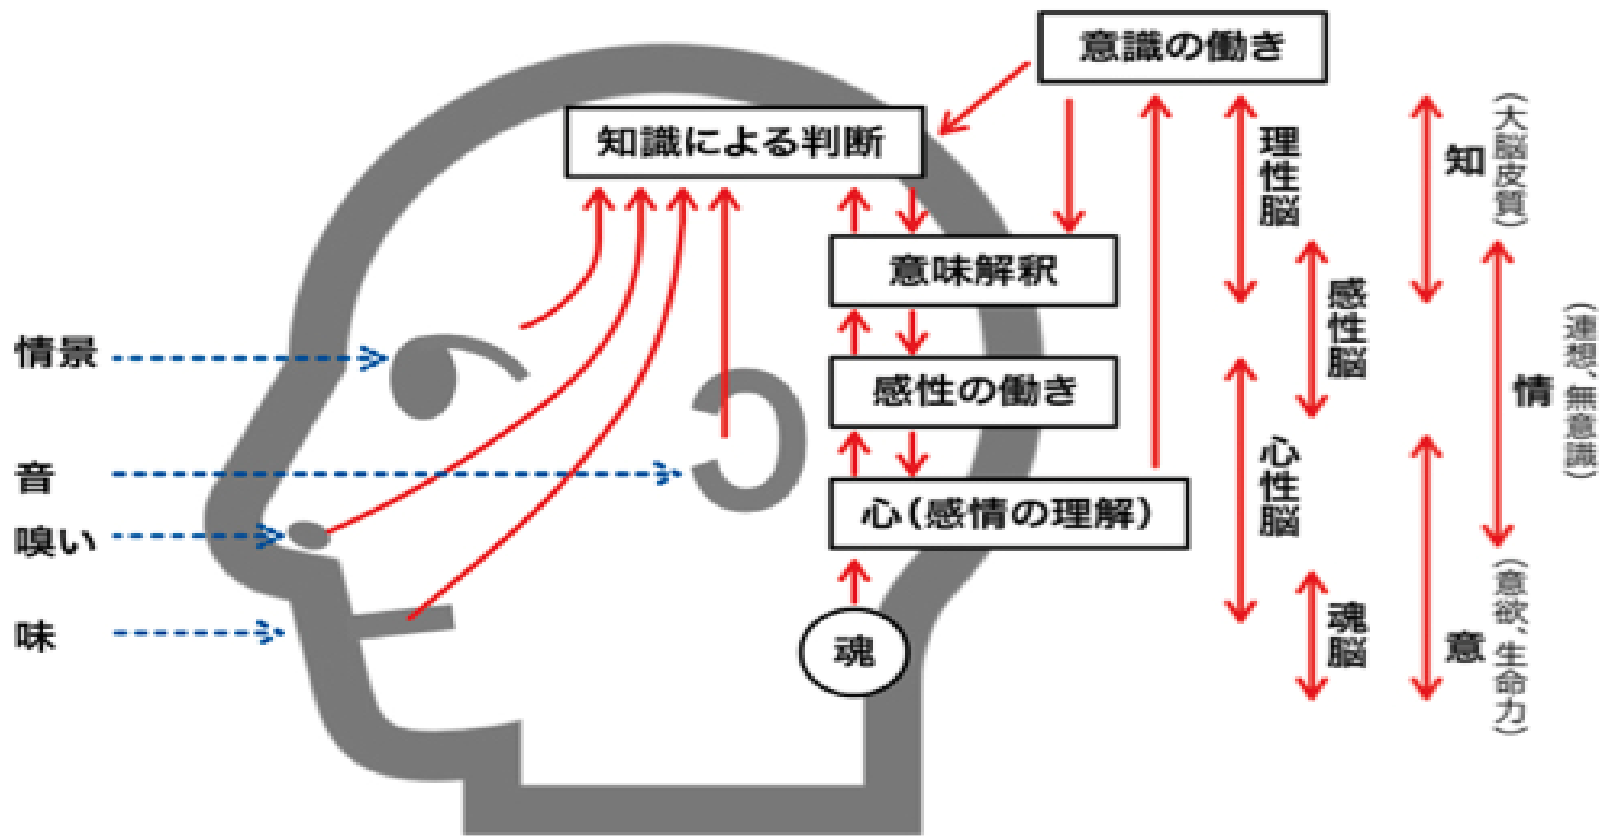 意識の働き
知識による判断
意味解釈
感性の働き
心(感情の理解)
魂
情景
音
嗅い
味
理性脳
感性脳
心性脳
魂脳
知
(大脳皮質)
情
(連想、無意識)
意
(意欲、生命力)